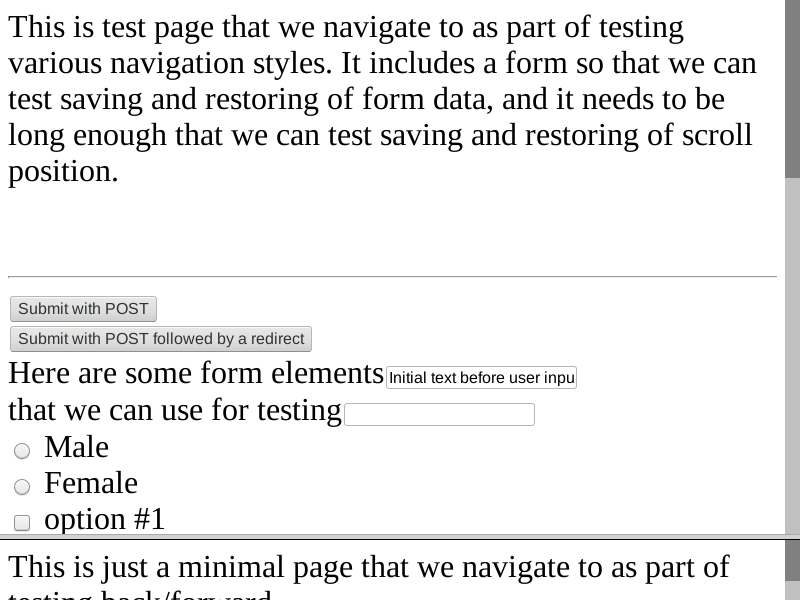 This is test page that we navigate to as part of testing
various navigation styles. It includes a form so that we can
test saving and restoring of form data, and it needs to be
long enough that we can test saving and restoring of scroll
position.
Submit with POST
Submit with POST followed by a redirect
Here are some form elements Initial text before user inpu
that we can use for testing
Male
Female
option #1
This is just a minimal page that we navigate to as part of
testing back/forward